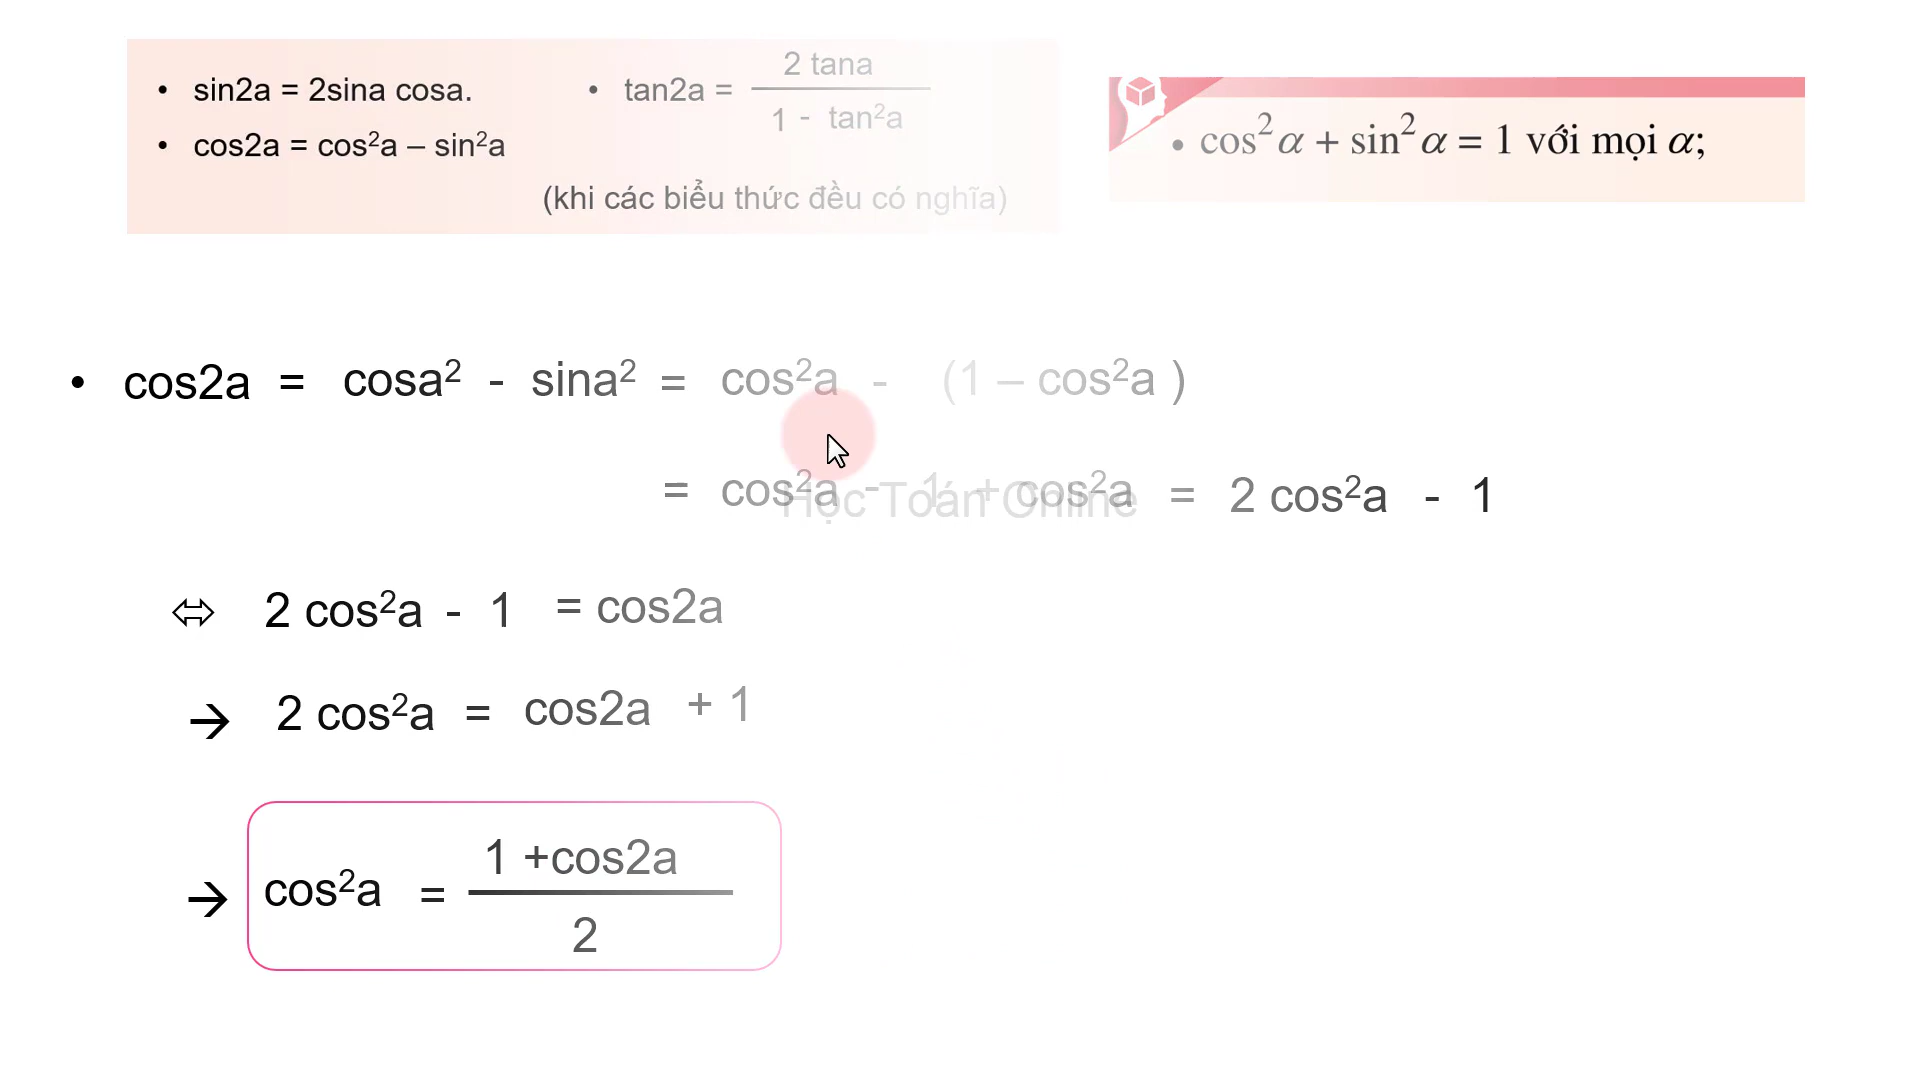 • sin2a = 2sina cosa.
• cos2a = cos²a – sin²a
• tan2a = 2 tana / 1 - tan²a
(khi các biểu thức đều có nghĩa)
• cos²α + sin²α = 1 với mọi α;
• cos2a = cosa² - sina² = cos²a - (1 – cos²a )
= cos²a - 1 + cos²a = 2 cos²a - 1
Học Toán Online
⇔ 2 cos²a - 1 = cos2a
→ 2 cos²a = cos2a + 1
→ cos²a = 1 +cos2a / 2